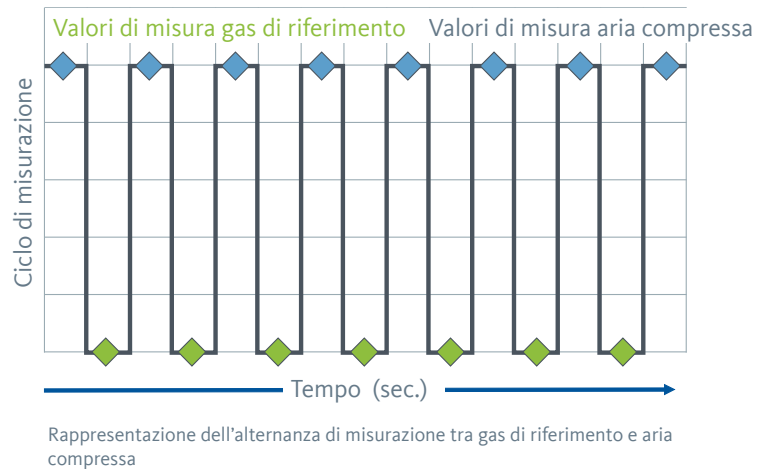 Valori di misura gas di riferimento
Valori di misura aria compressa
Ciclo di misurazione
Tempo (sec.)
Rappresentazione dell'alternanza di misurazione tra gas di riferimento e aria
compressa